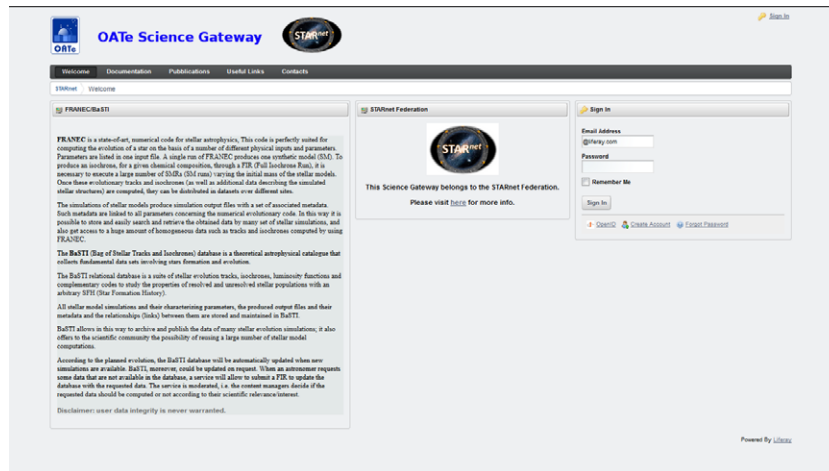 Sign In
OATe
OATe Science Gateway
STARnet
Welcome Documentation Publications Useful Links Contacts
STARnet Welcome
FRANEC/BaSTI
FRANEC is a state-of-art, numerical code for stellar astrophysics, This code is perfectly suited for
computing the evolution of a star on the basis of a number of different physical inputs and parameters.
Parameters are listed in one input file. A single run of FRANEC produces one synthetic model (SM). To
produce an isochrone, for a given chemical composition, through a FIR (Full Isochrone Run), it is
necessary to execute a large number of SMRs (SM runs) varying the initial mass of the stellar models.
Once these evolutionary tracks and isochrones (as well as additional data describing the simulated
stellar structures) are computed, they can be distributed in datasets over different sites.
The simulations of stellar models produce simulation output files with a set of associated metadata.
Such metadata are linked to all parameters concerning the numerical evolutionary code. In this way it is
possible to store and easily search and retrieve the obtained data by many set of stellar simulations, and
also get access to a huge amount of homogeneous data such as tracks and isochrones computed by using
FRANEC.
The BaSTI (Bag of Stellar Tracks and Isochrones) database is a theoretical astrophysical catalogue that
collects fundamental data sets involving stars formation and evolution.
The BaSTI relational database is a suite of stellar evolution tracks, isochrones, luminosity functions and
complementary codes to study the properties of resolved and unresolved stellar populations with an
arbitrary SFH (Star Formation History).
All stellar model simulations and their characterizing parameters, the produced output files and their
metadata and the relationships (links) between them are stored and maintained in BaSTI.
BaSTI allows in this way to archive and publish the data of many stellar evolution simulations; it also
offers to the scientific community the possibility of reusing a large number of stellar model
computations.
According to the planned evolution, the BaSTI database will be automatically updated when new
simulations are available. BaSTI, moreover, could be updated on request. When an astronomer requests
some data that are not available in the database, a service will allow to submit a FIR to update the
database with the requested data. The service is moderated, i.e. the content managers decide if the
requested data should be computed or not according to their scientific relevance/interest.
Disclaimer: user data integrity is never warranted.
STARnet Federation
STARnet
This Science Gateway belongs to the STARnet Federation.
Please visit here for more info.
Sign In
Email Address
@liferay.com
Password
Remember Me
Sign In
OpenID Create Account Forgot Password
Powered By Liferay